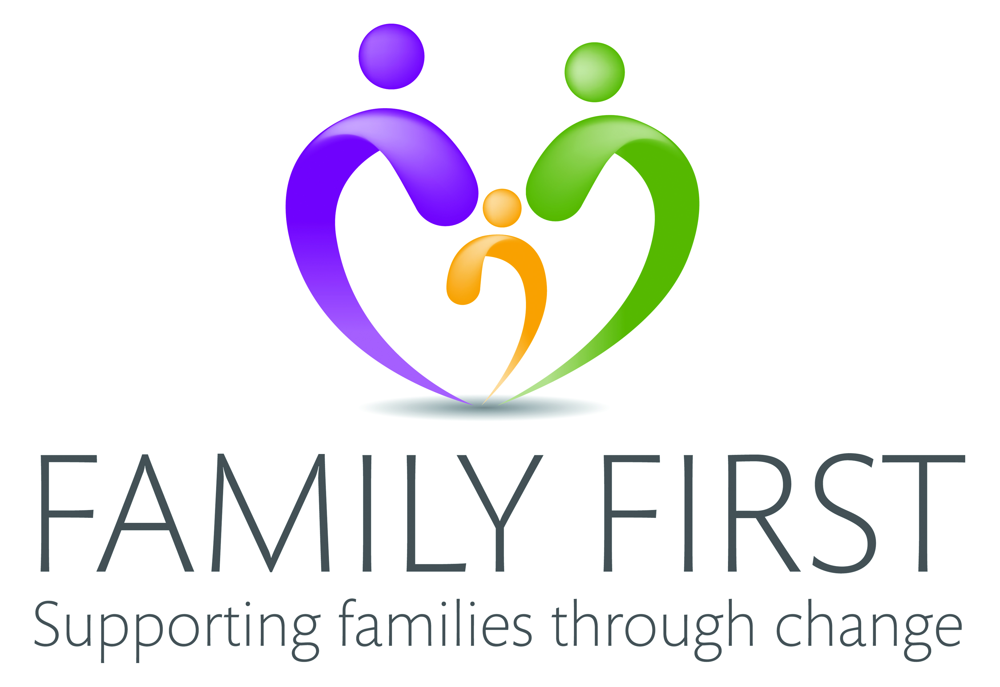 FAMILY FIRST
Supporting families through change